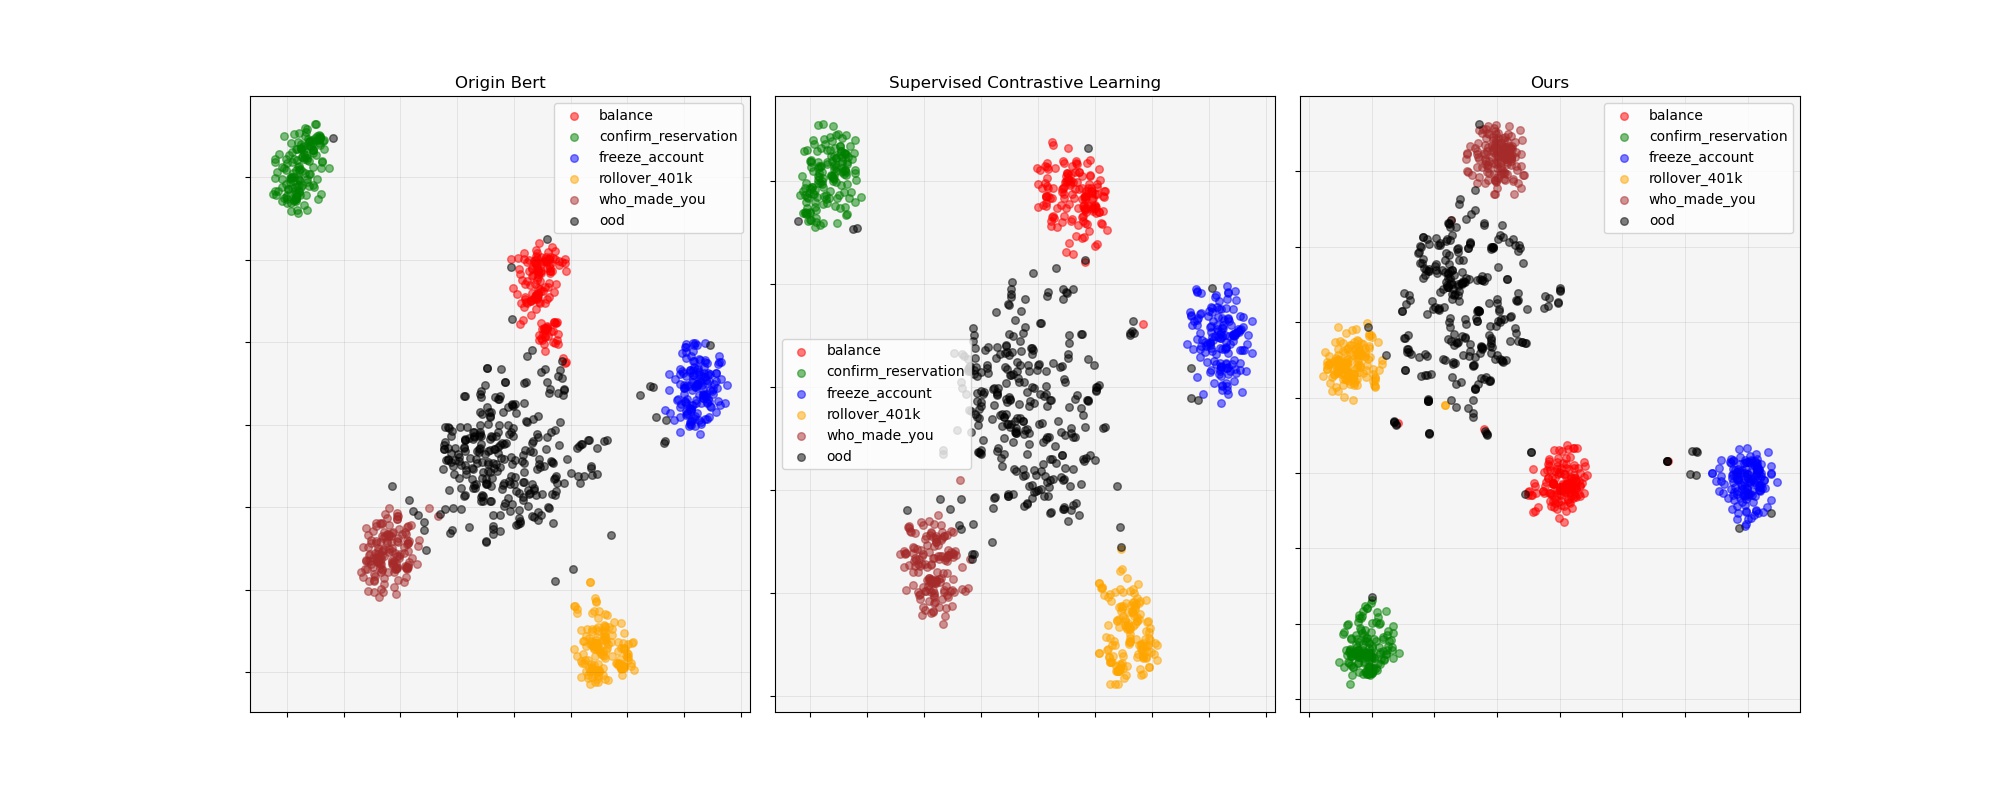 Origin Bert
balance
confirm_reservation
freeze_account
rollover_401k
who_made_you
ood
Supervised Contrastive Learning
balance
confirm_reservation
freeze_account
rollover_401k
who_made_you
ood
Ours
balance
confirm_reservation
freeze_account
rollover_401k
who_made_you
ood